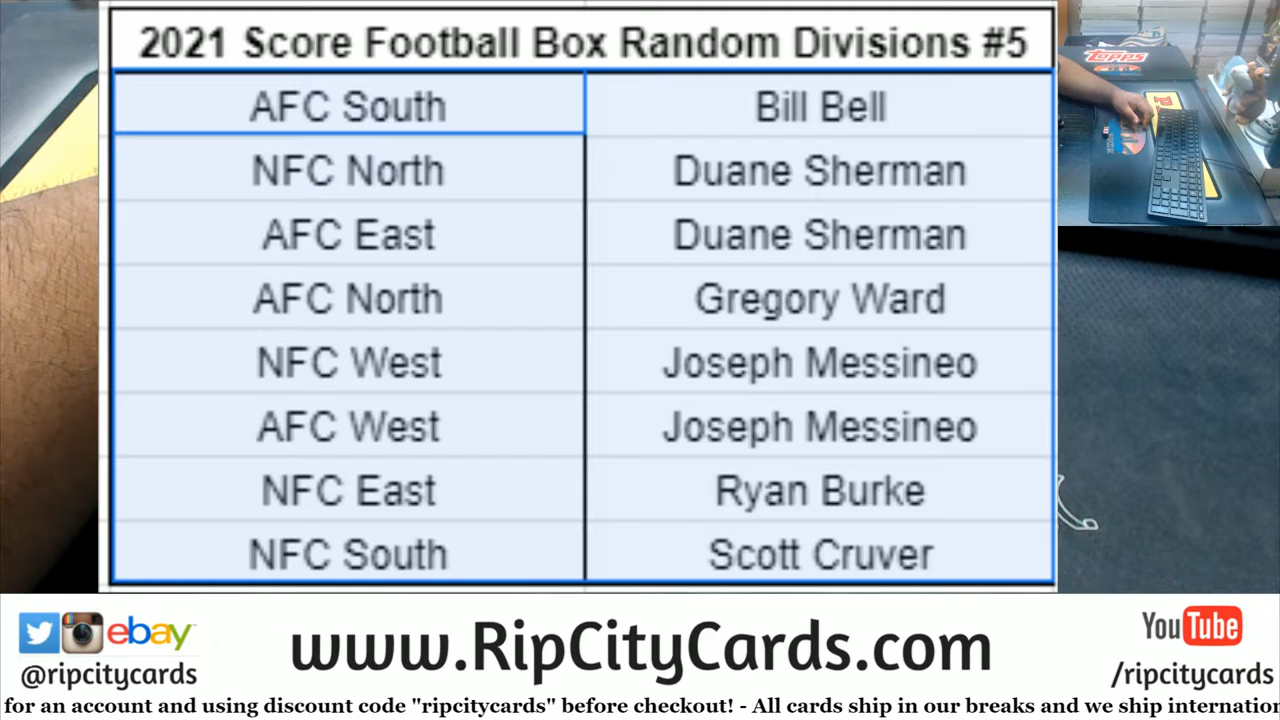 2021 Score Football Box Random Divisions #5
AFC South Bill Bell
NFC North Duane Sherman
AFC East Duane Sherman
AFC North Gregory Ward
NFC West Joseph Messineo
AFC West Joseph Messineo
NFC East Ryan Burke
NFC South Scott Cruver
Topps
ebay
@ripcitycards
www.RipCityCards.com
YouTube
/ripcitycards
for an account and using discount code "ripcitycards" before checkout! - All cards ship in our breaks and we ship internation